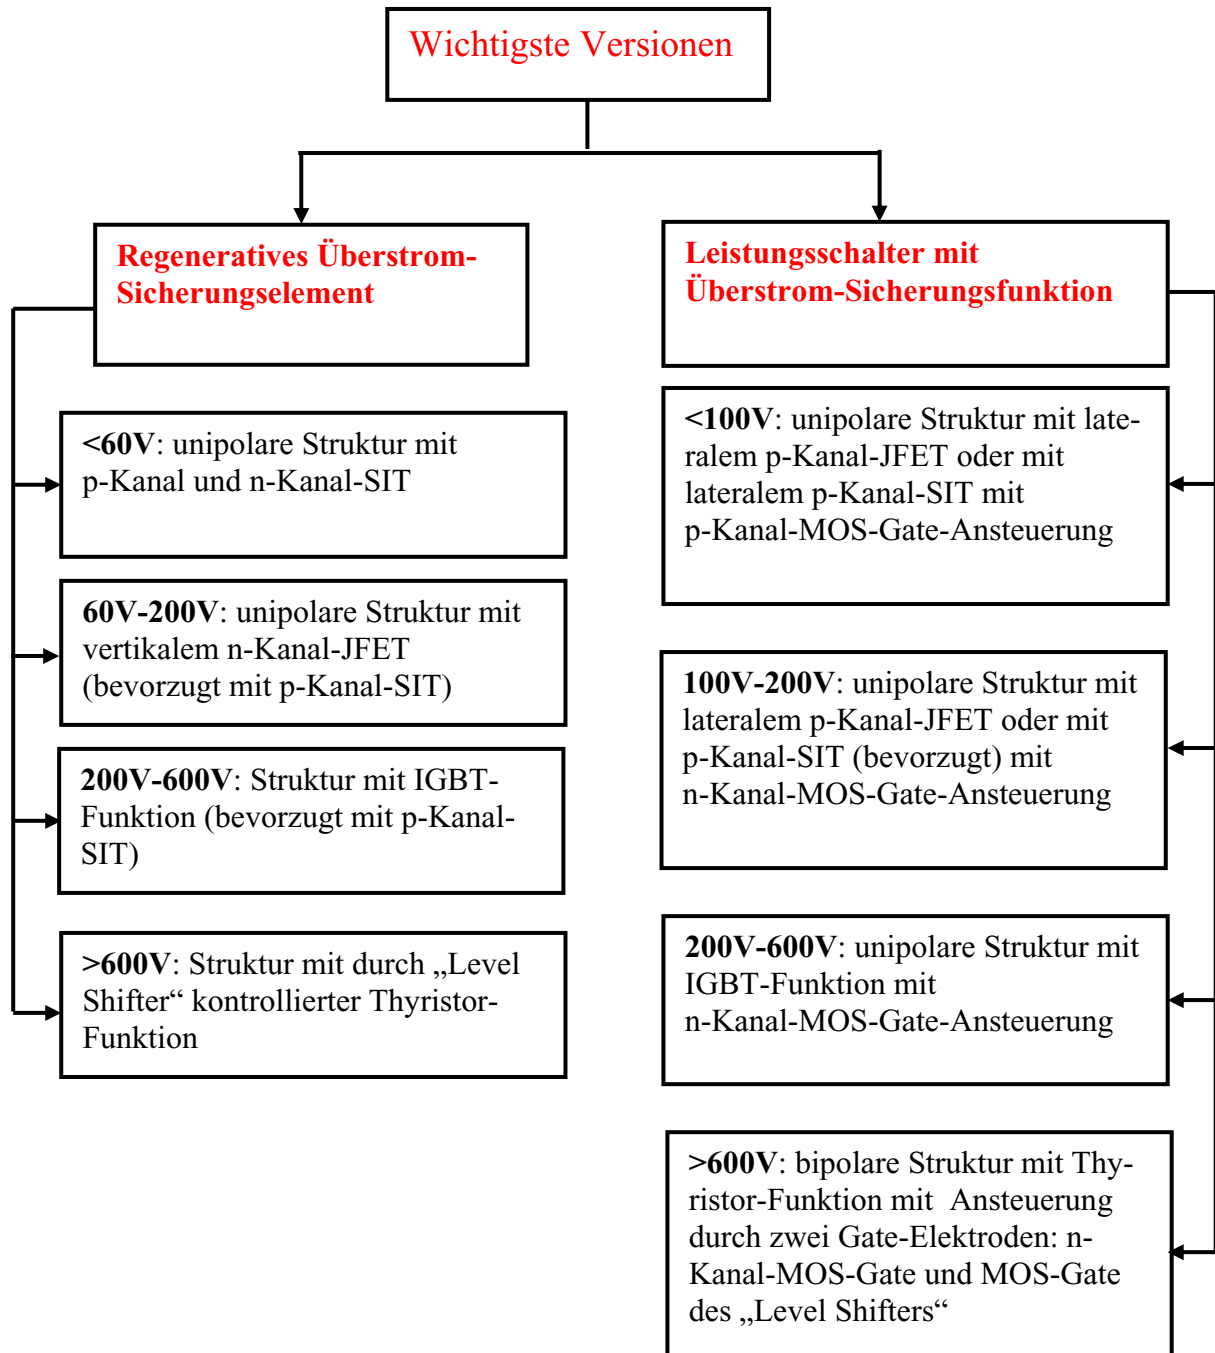 Wichtigste Versionen
Regeneratives Überstrom-
Sicherungselement
<60V: unipolare Struktur mit
p-Kanal und n-Kanal-SIT
60V-200V: unipolare Struktur mit
vertikalem n-Kanal-JFET
(bevorzugt mit p-Kanal-SIT)
200V-600V: Struktur mit IGBT-
Funktion (bevorzugt mit p-Kanal-
SIT)
>600V: Struktur mit durch „Level
Shifter“ kontrollierter Thyristor-
Funktion
Leistungsschalter mit
Überstrom-Sicherungsfunktion
<100V: unipolare Struktur mit late-
ralem p-Kanal-JFET oder mit
lateralem p-Kanal-SIT mit
p-Kanal-MOS-Gate-Ansteuerung
100V-200V: unipolare Struktur mit
lateralem p-Kanal-JFET oder mit
p-Kanal-SIT (bevorzugt) mit
n-Kanal-MOS-Gate-Ansteuerung
200V-600V: unipolare Struktur mit
IGBT-Funktion mit
n-Kanal-MOS-Gate-Ansteuerung
>600V: bipolare Struktur mit Thy-
ristor-Funktion mit  Ansteuerung
durch zwei Gate-Elektroden: n-
Kanal-MOS-Gate und MOS-Gate
des „Level Shifters“